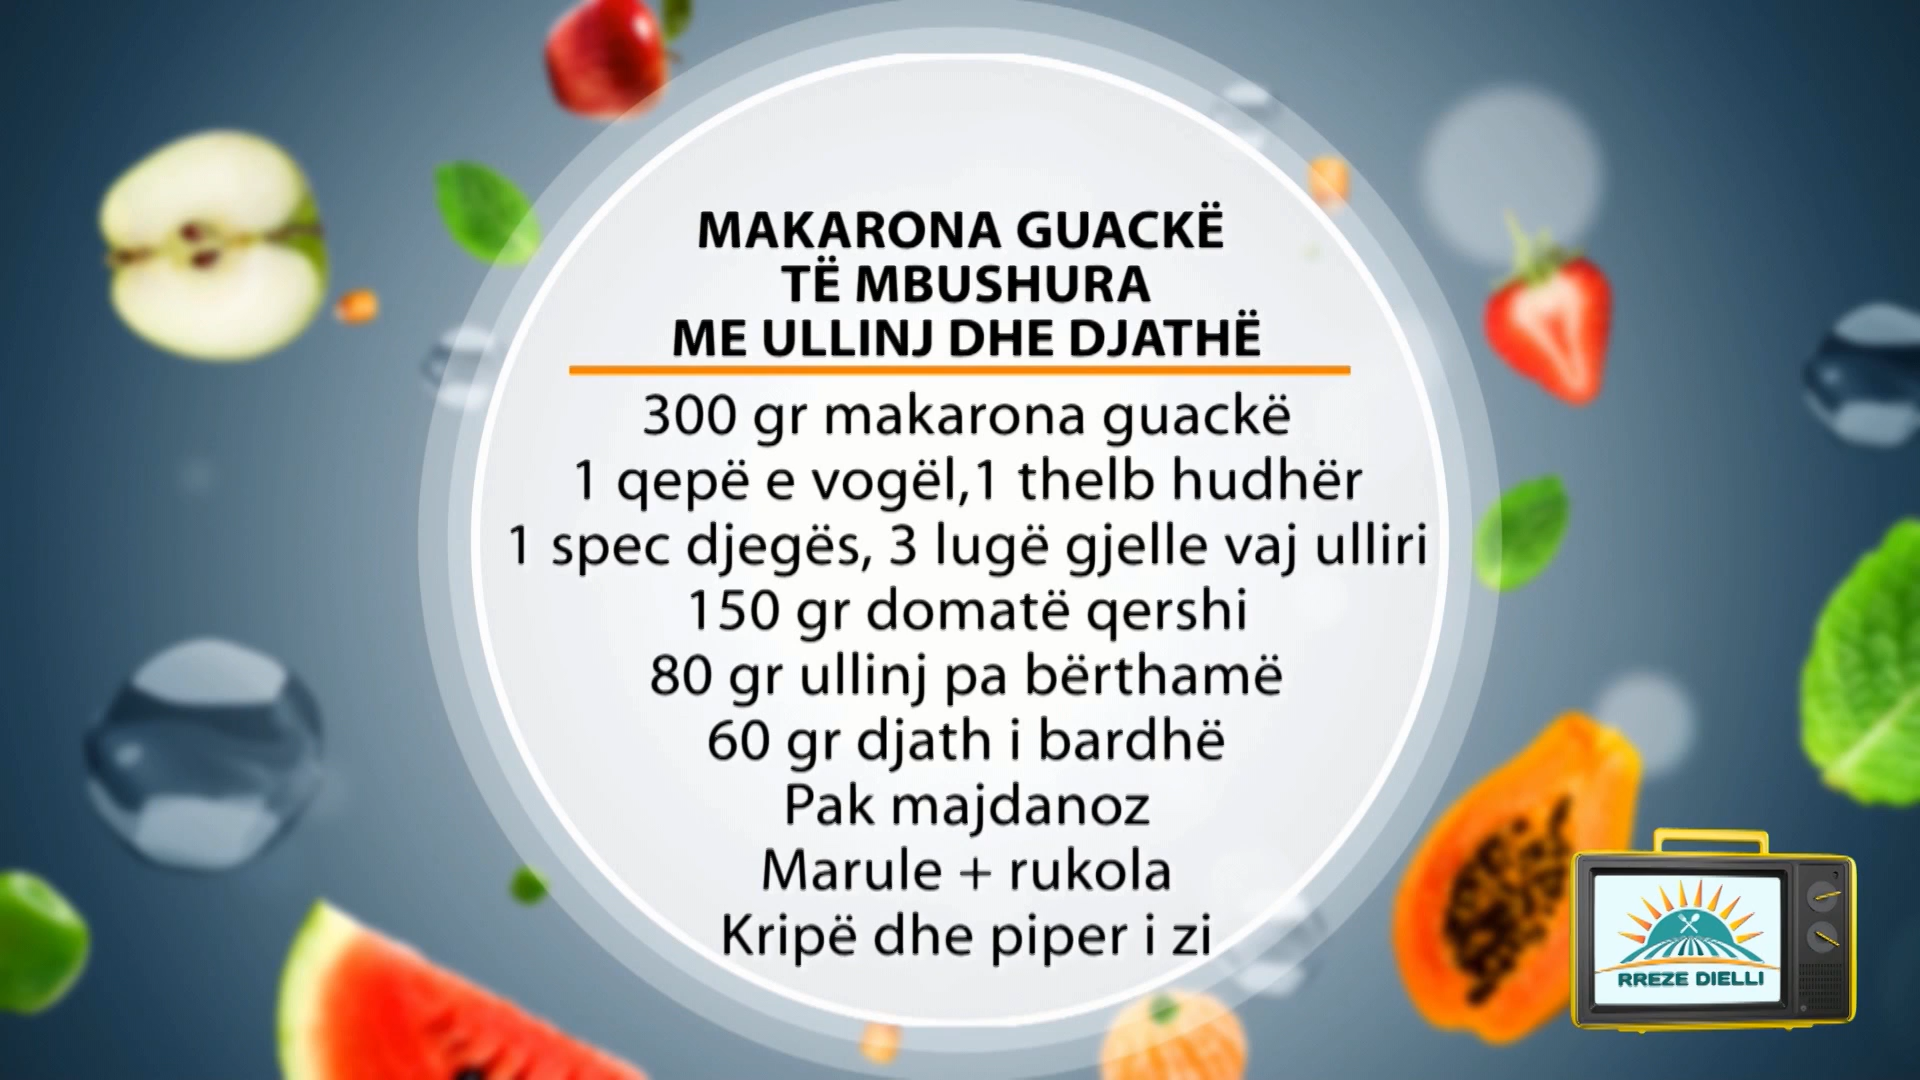 MAKARONA GUACKË
TË MBUSHURA
ME ULLINJ DHE DJATHË
300 gr makarona guackë
1 qepë e vogël,1 thelb hudhër
1 spec djegës, 3 lugë gjelle vaj ulliri
150 gr domatë qershi
80 gr ullinj pa bërthamë
60 gr djath i bardhë
Pak majdanoz
Marule + rukola
Kripë dhe piper i zi
RREZE DIELLI